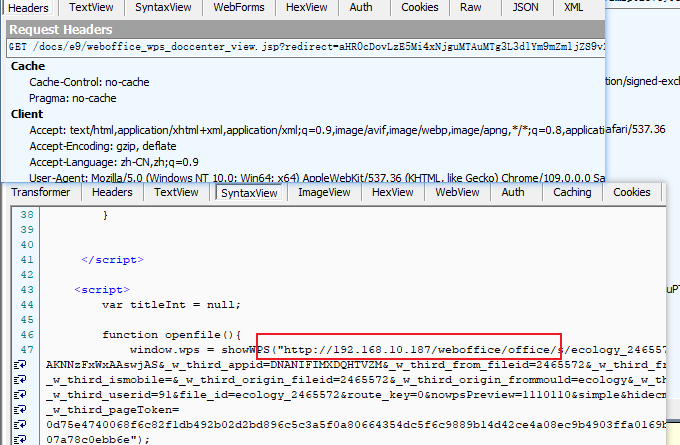 Headers TextView SyntaxView WebForms HexView Auth Cookies Raw JSON XML
Request Headers
GET /docs/e9/weboffice_wps_doccenter_view.jsp?redirect=
Cache
Cache-Control: no-cache
Pragma: no-cache
Client
Accept: text/html,application/xhtml+xml,application/xml;q=0.9,image/avif,image/webp,image/apng,*/*;q=0.8,applicati
Accept-Encoding: gzip, deflate
Accept-Language: zh-CN,zh;q=0.9
User-Agent: Mozilla/5.0 (Windows NT 10.0; Win64; x64) AppleWebKit/537.36 (KHTML, like Gecko) Chrome/109.0.0.0 Sa
tion/signed-exc
afari/537.36
Transformer Headers TextView SyntaxView ImageView HexView WebView Auth Caching Cookies
38 }
39
40
41 </script>
42
43 <script>
44 var titleInt = null;
45
46 function openfile(){
47 window.wps = showWPS("http://192.168.10.187/weboffice/office/s/ecology_2465572
AKNNzFxWxAAswjAS&_w_third_appid=DNANIFIMXDQHTVZM&_w_third_from_fileid=2465572&_w_third_fr
_w_third_ismobile=&_w_third_origin_fileid=2465572&_w_third_origin_frommould=ecology&_w_th
_w_third_userid=91&file_id=ecology_2465572&route_key=0&nowpsPreview=1110110&simple&hidecm
_w_third_pageToken=
0d75e4740068f6c82f1db492b02d2bd896c5c3a5f0a80664354dc5f6c9889b14d42ce4a08ec9b4903ffa0169b
07a78c0ebb6e");